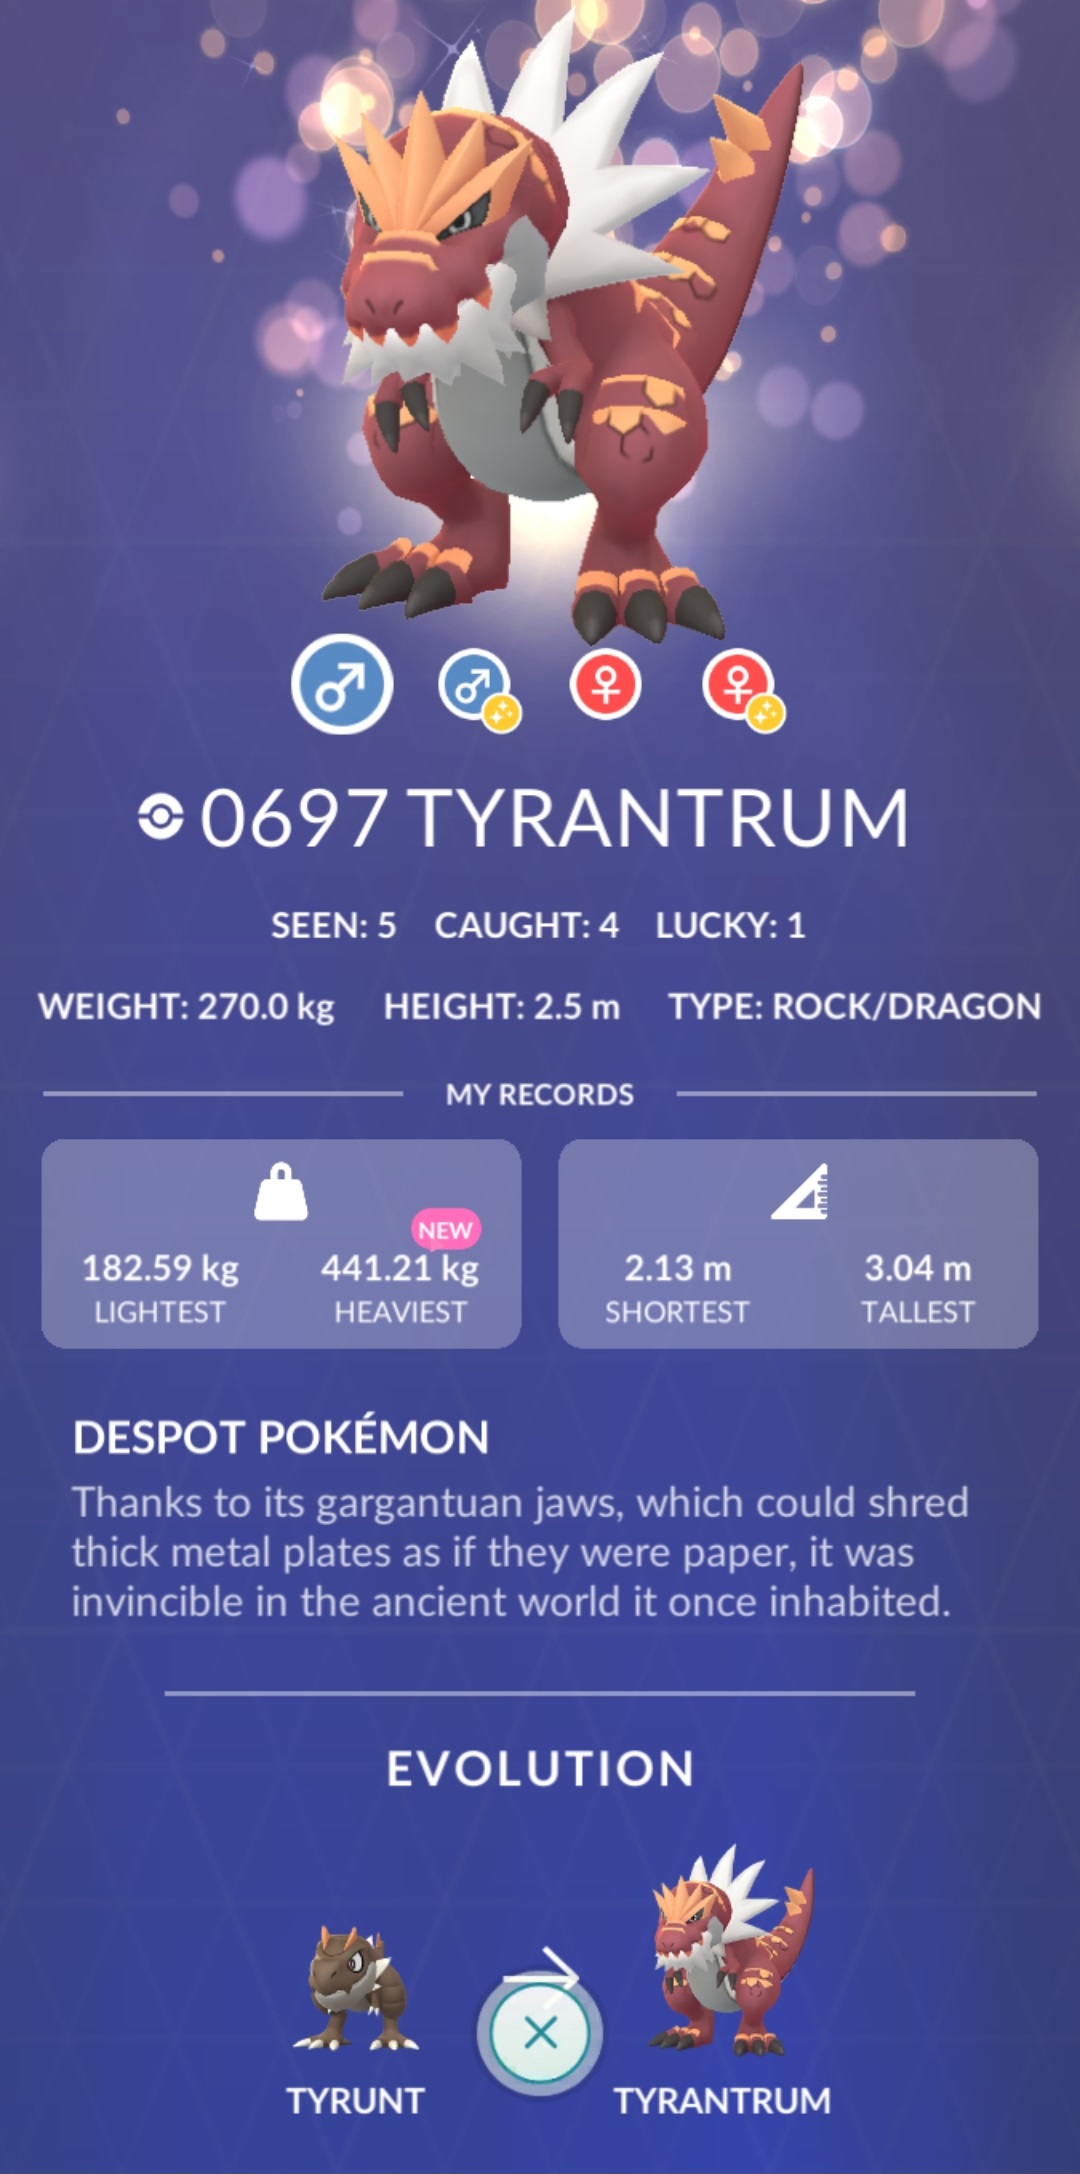 0697 TYRANTRUM
SEEN: 5 CAUGHT: 4 LUCKY: 1
WEIGHT: 270.0 kg HEIGHT: 2.5 m TYPE: ROCK/DRAGON
MY RECORDS
NEW
182.59 kg 441.21 kg 2.13 m 3.04 m
LIGHTEST HEAVIEST SHORTEST TALLEST
DESPOT POKÉMON
Thanks to its gargantuan jaws, which could shred
thick metal plates as if they were paper, it was
invincible in the ancient world it once inhabited.
EVOLUTION
TYRUNT TYRANTRUM